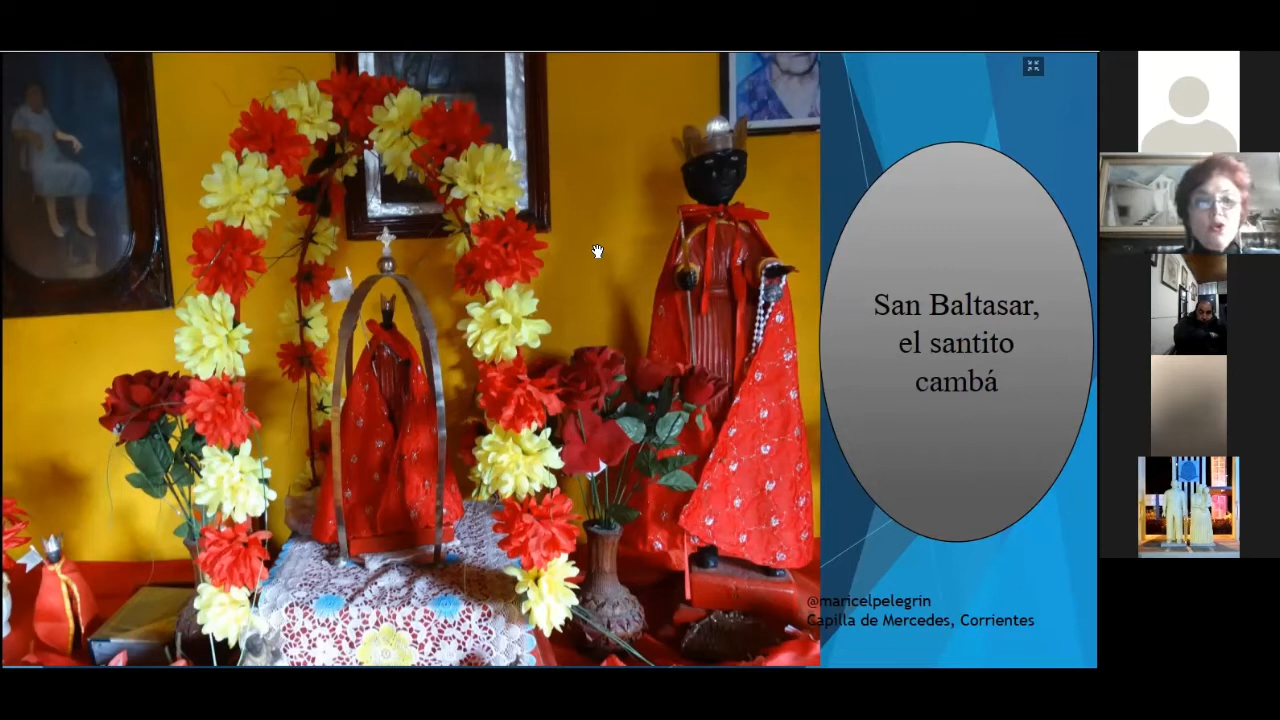 San Baltasar,
el santito
cambá
@maricelpelegrin
Capilla de Mercedes, Corrientes